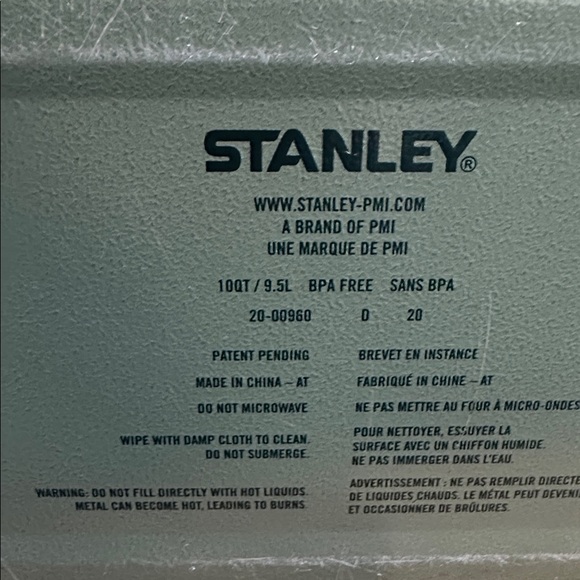 STANLEY®
WWW.STANLEY-PMI.COM
A BRAND OF PMI
UNE MARQUE DE PMI
10QT / 9.5L BPA FREE SANS BPA
20-00960 D 20
PATENT PENDING
BREVET EN INSTANCE
MADE IN CHINA – AT
FABRIQUÉ EN CHINE – AT
DO NOT MICROWAVE
NE PAS METTRE AU FOUR À MICRO-ONDES
WIPE WITH DAMP CLOTH TO CLEAN.
DO NOT SUBMERGE.
POUR NETTOYER, ESSUYER LA
SURFACE AVEC UN CHIFFON HUMIDE.
NE PAS IMMERGER DANS L'EAU.
WARNING: DO NOT FILL DIRECTLY WITH HOT LIQUIDS.
METAL CAN BECOME HOT, LEADING TO BURNS.
ADVERTISSEMENT : NE PAS REMPLIR DIRECTE
DE LIQUIDES CHAUDS. LE MÉTAL PEUT DEVENI
ET OCCASIONNER DE BRÛLURES.